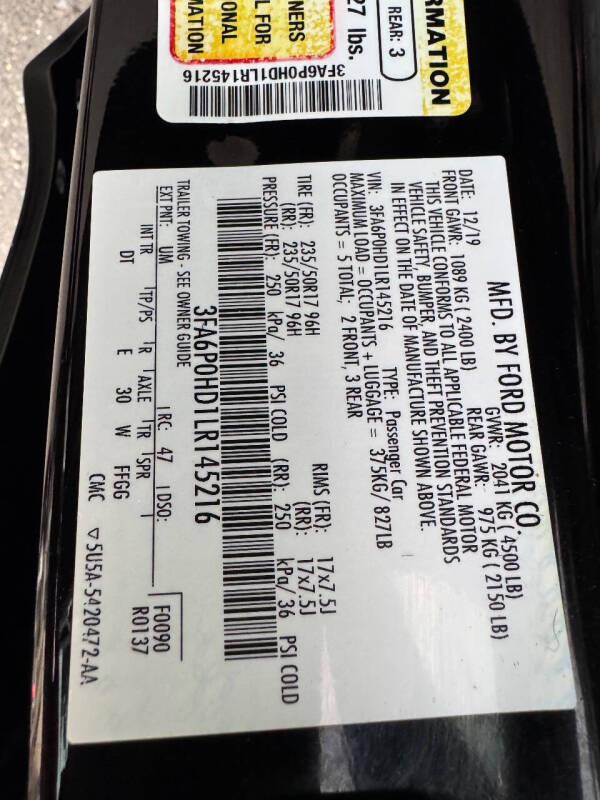 RMATION
REAR: 3
27 lbs.
NERS
L FOR
ONAL
MATION
3FA6P0HD1LR145216
MFD. BY FORD MOTOR CO.
DATE: 12/19 GVWR: 2041 KG ( 4500 LB)
FRONT GAWR: 1089 KG ( 2400 LB) REAR GAWR: 975 KG ( 2150 LB)
THIS VEHICLE CONFORMS TO ALL APPLICABLE FEDERAL MOTOR
VEHICLE SAFETY, BUMPER, AND THEFT PREVENTION STANDARDS
IN EFFECT ON THE DATE OF MANUFACTURE SHOWN ABOVE.
VIN: 3FA6P0HD1LR145216 TYPE: Passenger Car
MAXIMUM LOAD = OCCUPANTS + LUGGAGE = 375KG/ 827LB
OCCUPANTS = 5 TOTAL, 2 FRONT, 3 REAR
TIRE (FR): 235/50R17 96H RIMS (FR): 17x7.5J
(RR): 235/50R17 96H (RR): 17x7.5J
PRESSURE (FR): 250 kPa/ 36 PSI COLD (RR): 250 kPa/ 36 PSI COLD
3FA6P0HD1LR145216
TRAILER TOWING - SEE OWNER GUIDE
EXT PNT: UM RC: 47 DSO: F0090
R0137
INT TR TP/PS R AXLE TR SPR
DT E 30 W FFGG
CMC ▽5U5A-5420472-AA